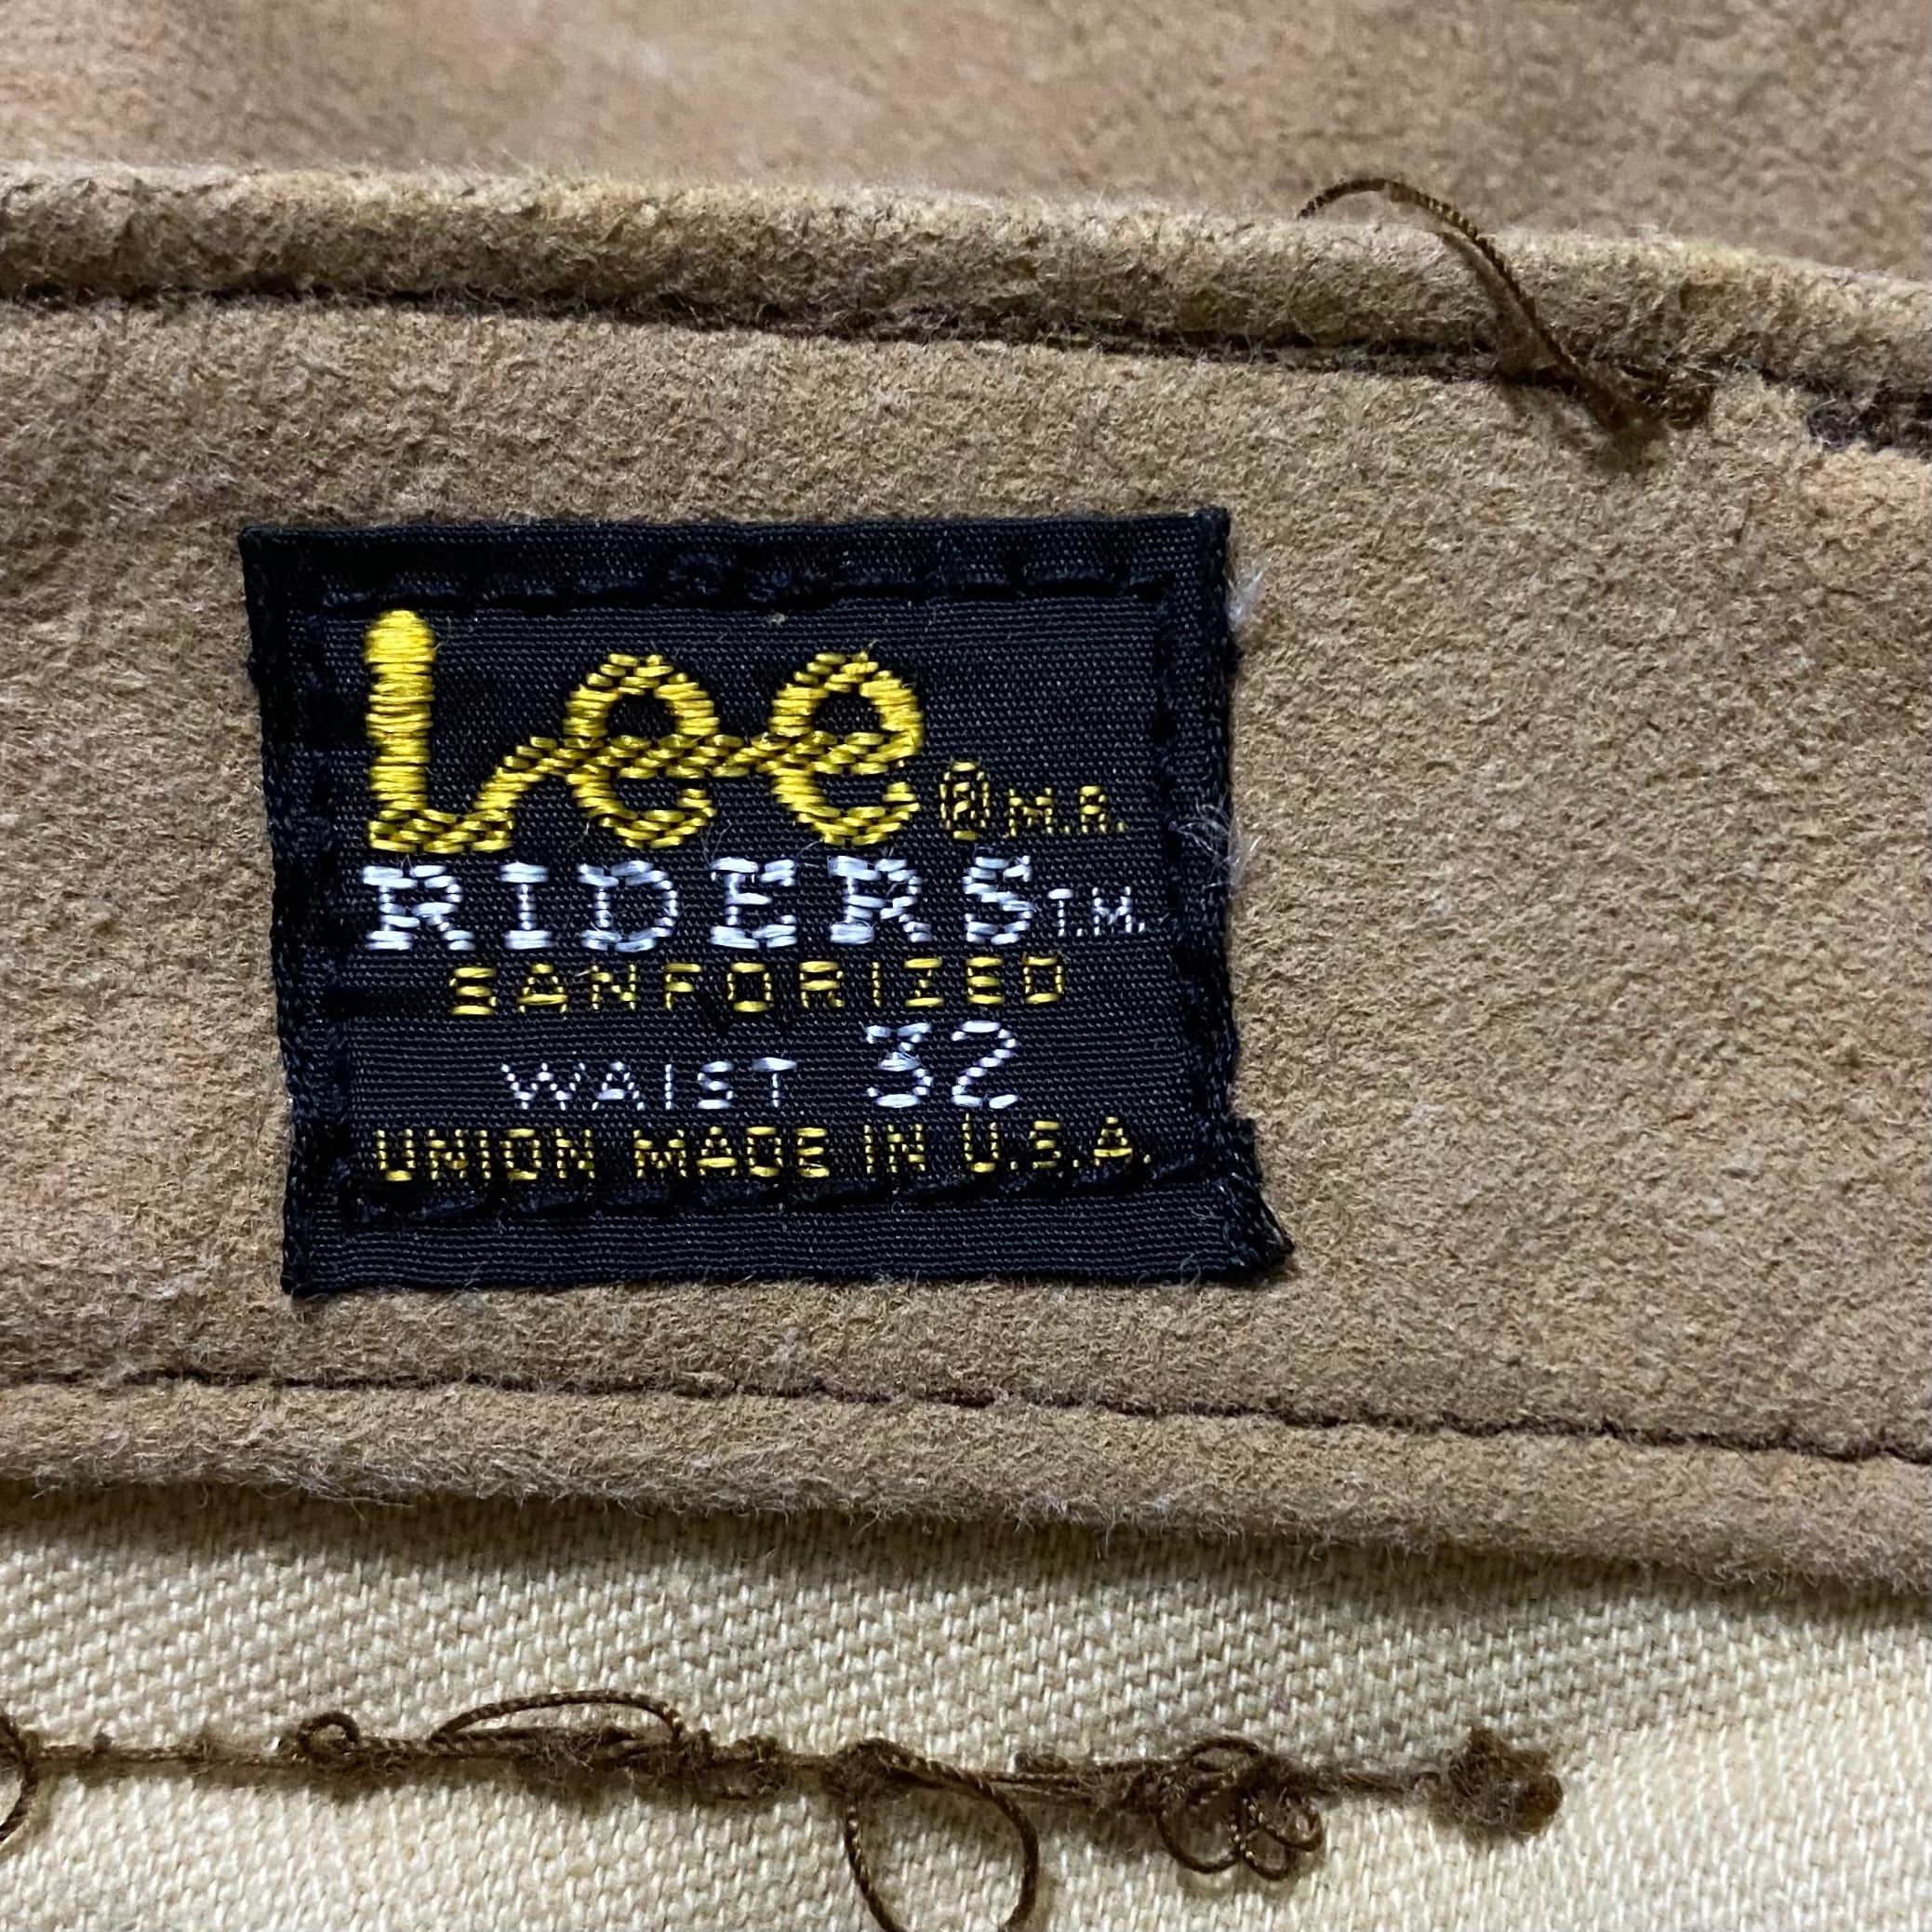 Lee ® M.R.
RIDERS T.M.
SANFORIZED
WAIST 32
UNION MADE IN U.S.A.